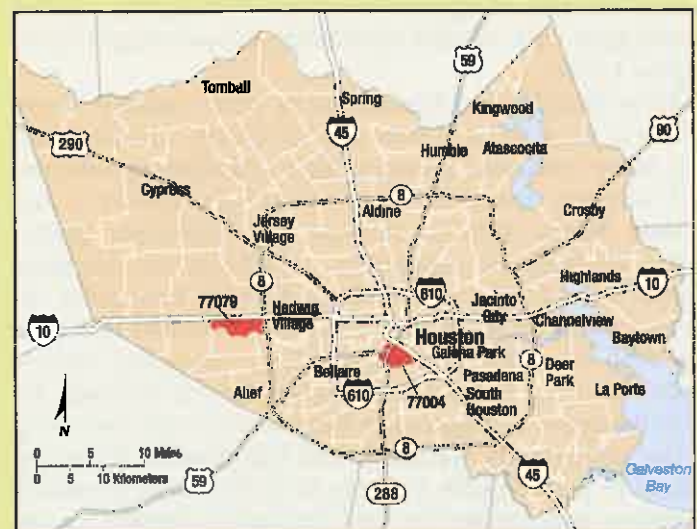 59
Tomball
Spring
Kingwood
45
90
290
Humble
Atascocita
Cypress
8
Aldine
Crosby
Jersey
Village
8
Highlands
610
10
77079
Hedwig
Village
Jacinto
City
Channelview
10
Houston
Baytown
Galena Park
8
Deer
Park
Bellaire
Pasadena
La Porte
Alief
610
77004
South
Houston
N
0 5 10 Miles
0 5 10 Kilometers
8
59
45
Galveston
Bay
288